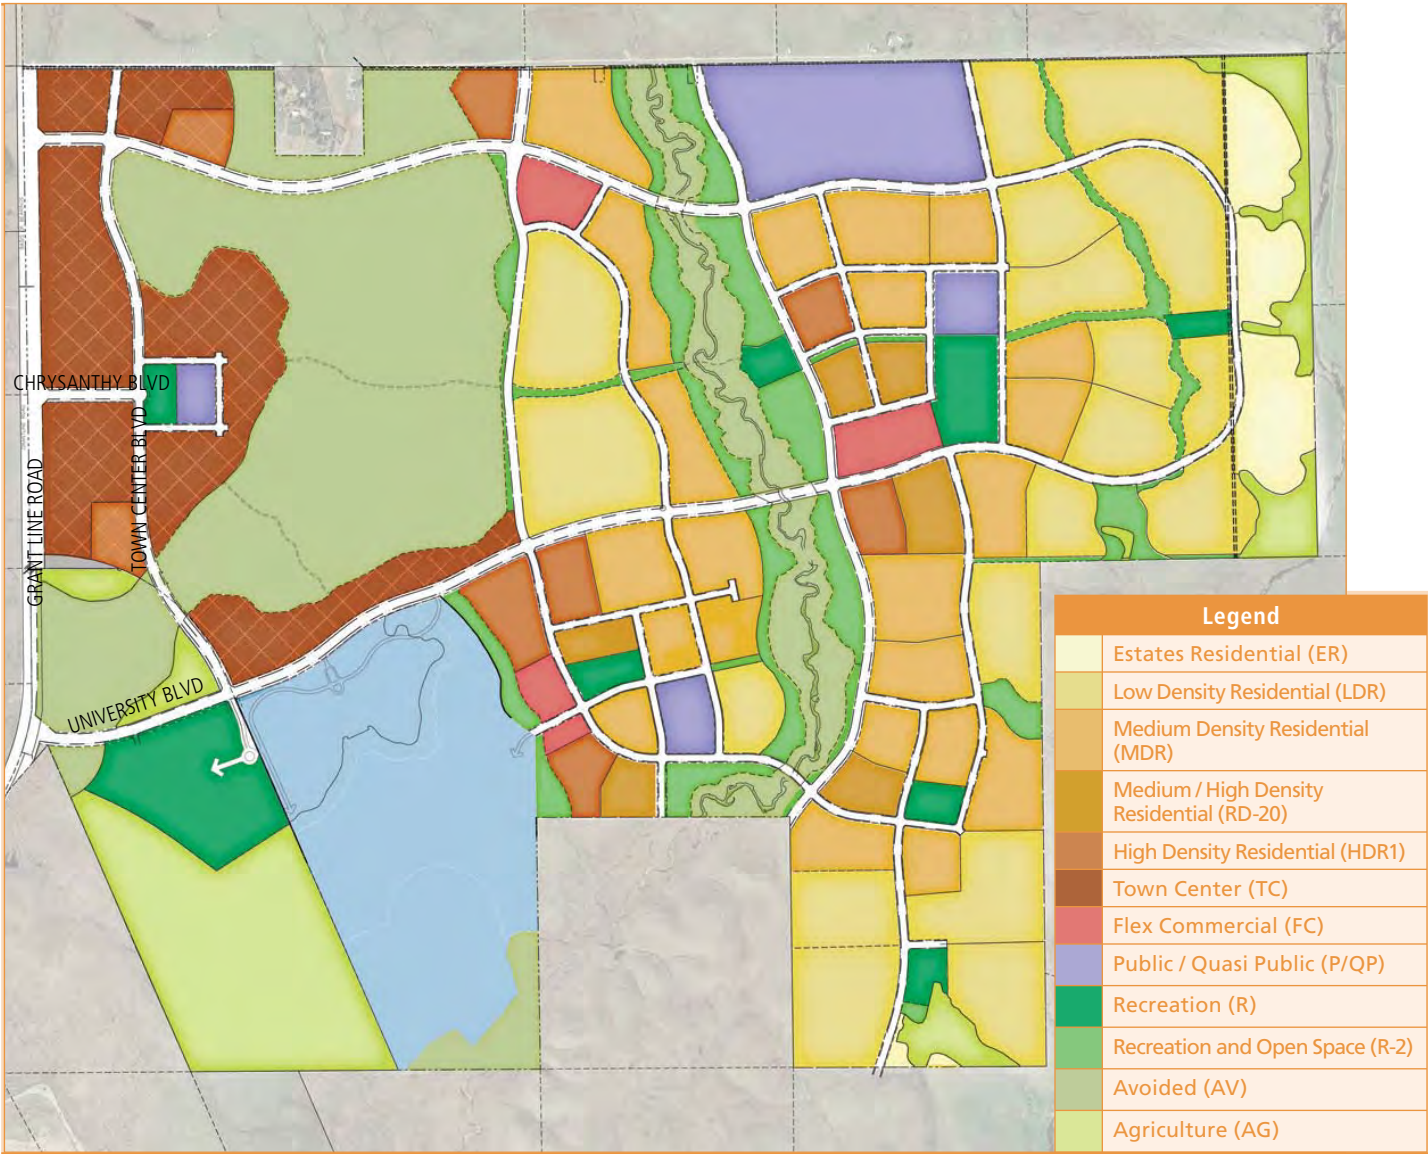 CHRYSANTHY BLVD
TOWN CENTER BLVD
GRANT LINE ROAD
UNIVERSITY BLVD
Legend
Estates Residential (ER)
Low Density Residential (LDR)
Medium Density Residential
(MDR)
Medium / High Density
Residential (RD-20)
High Density Residential (HDR1)
Town Center (TC)
Flex Commercial (FC)
Public / Quasi Public (P/QP)
Recreation (R)
Recreation and Open Space (R-2)
Avoided (AV)
Agriculture (AG)